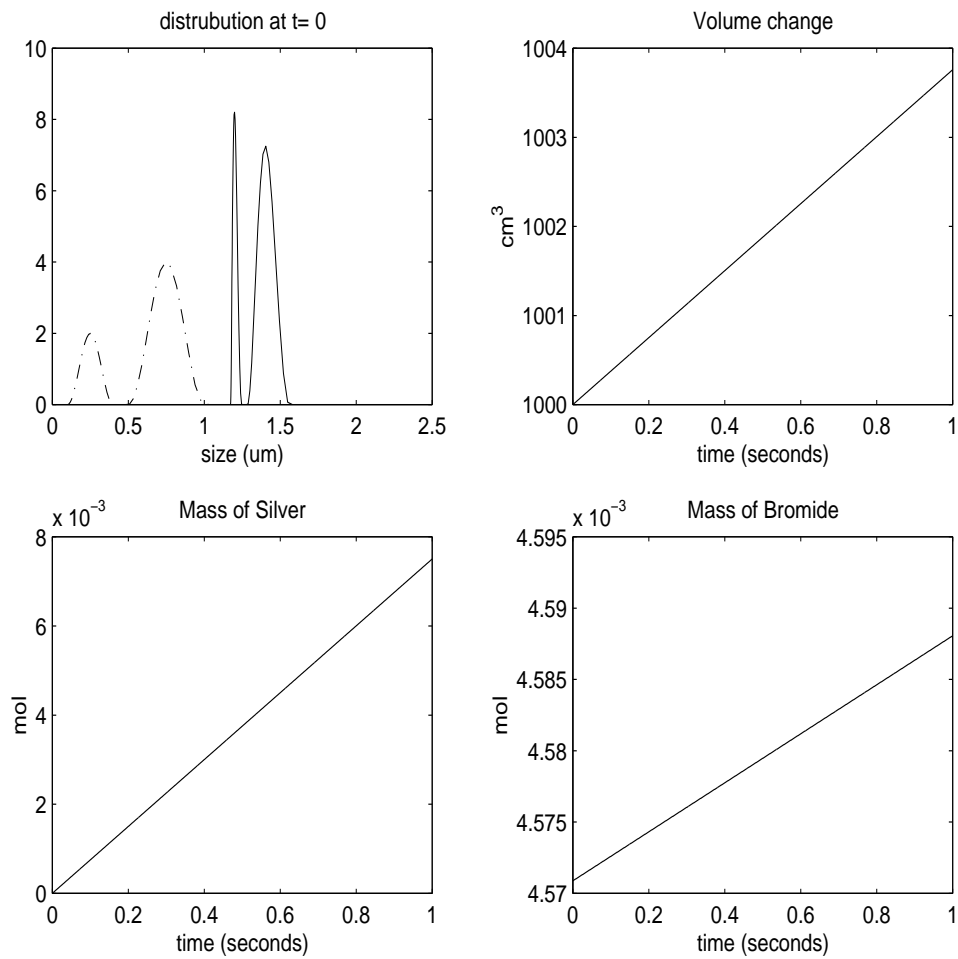 distrubution at t= 0
10
8
6
4
2
0
0 0.5 1 1.5 2 2.5
size (um)
Volume change
1004
1003
1002
1001
1000
cm³
0 0.2 0.4 0.6 0.8 1
time (seconds)
Mass of Silver
x 10⁻³
8
6
4
2
0
mol
0 0.2 0.4 0.6 0.8 1
time (seconds)
Mass of Bromide
x 10⁻³
4.595
4.59
4.585
4.58
4.575
4.57
mol
0 0.2 0.4 0.6 0.8 1
time (seconds)